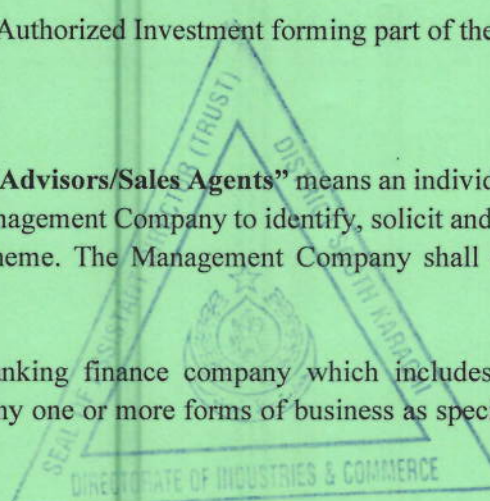 Authorized Investment forming part of the
Advisors/Sales Agents” means an individ
nagement Company to identify, solicit and
heme. The Management Company shall
anking finance company which includes
ny one or more forms of business as spec
SEAL OF ASSISTANT DIRECTOR (TRUST)
DISTRICT SOUTH KARACHI
DIRECTORATE OF INDUSTRIES & COMMERCE